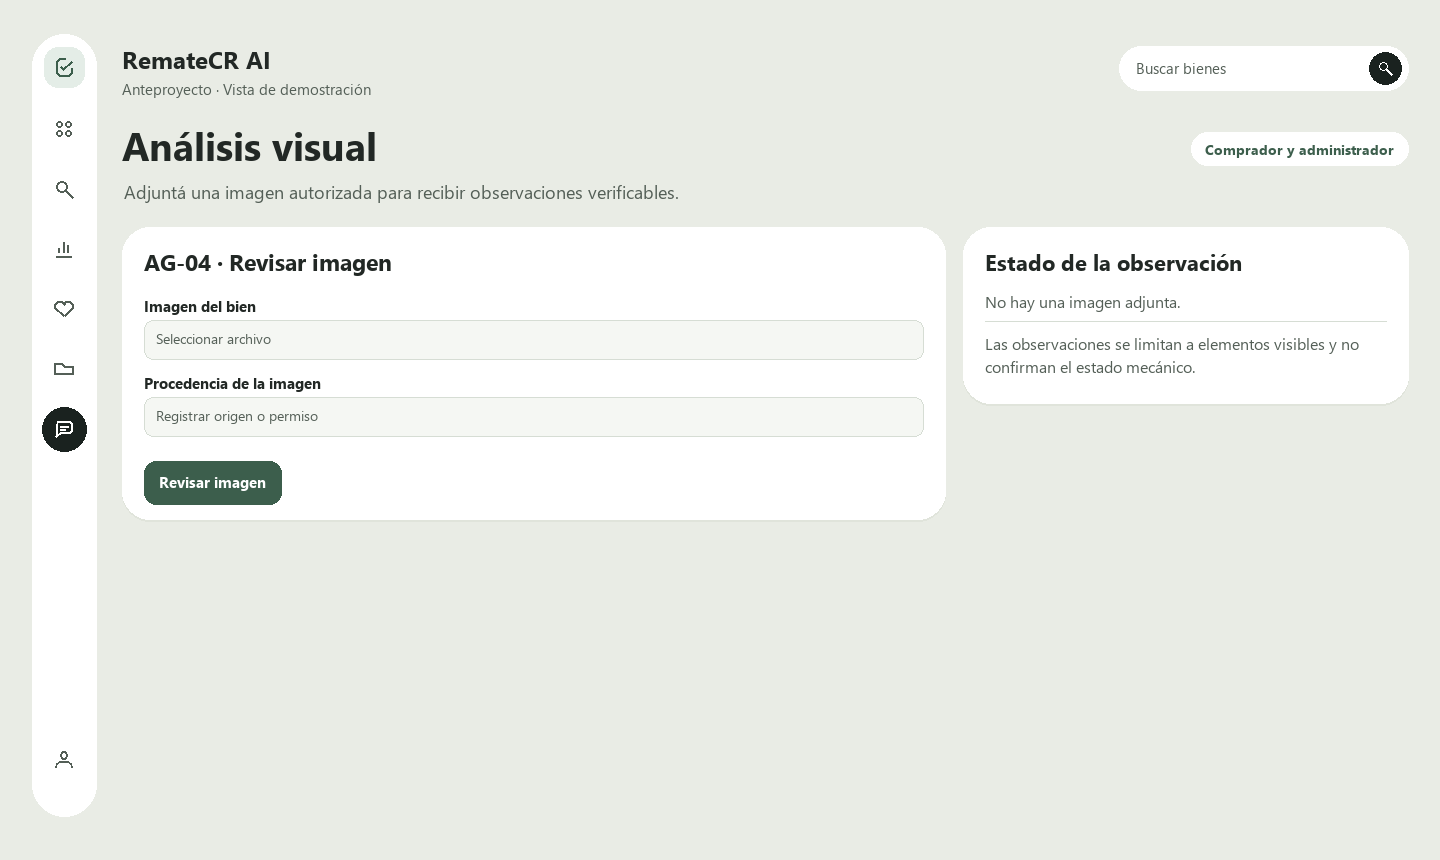 RemateCR AI
Anteproyecto · Vista de demostración
Buscar bienes
Análisis visual
Comprador y administrador
Adjuntá una imagen autorizada para recibir observaciones verificables.
AG-04 · Revisar imagen
Imagen del bien
Seleccionar archivo
Procedencia de la imagen
Registrar origen o permiso
Revisar imagen
Estado de la observación
No hay una imagen adjunta.
Las observaciones se limitan a elementos visibles y no
confirman el estado mecánico.